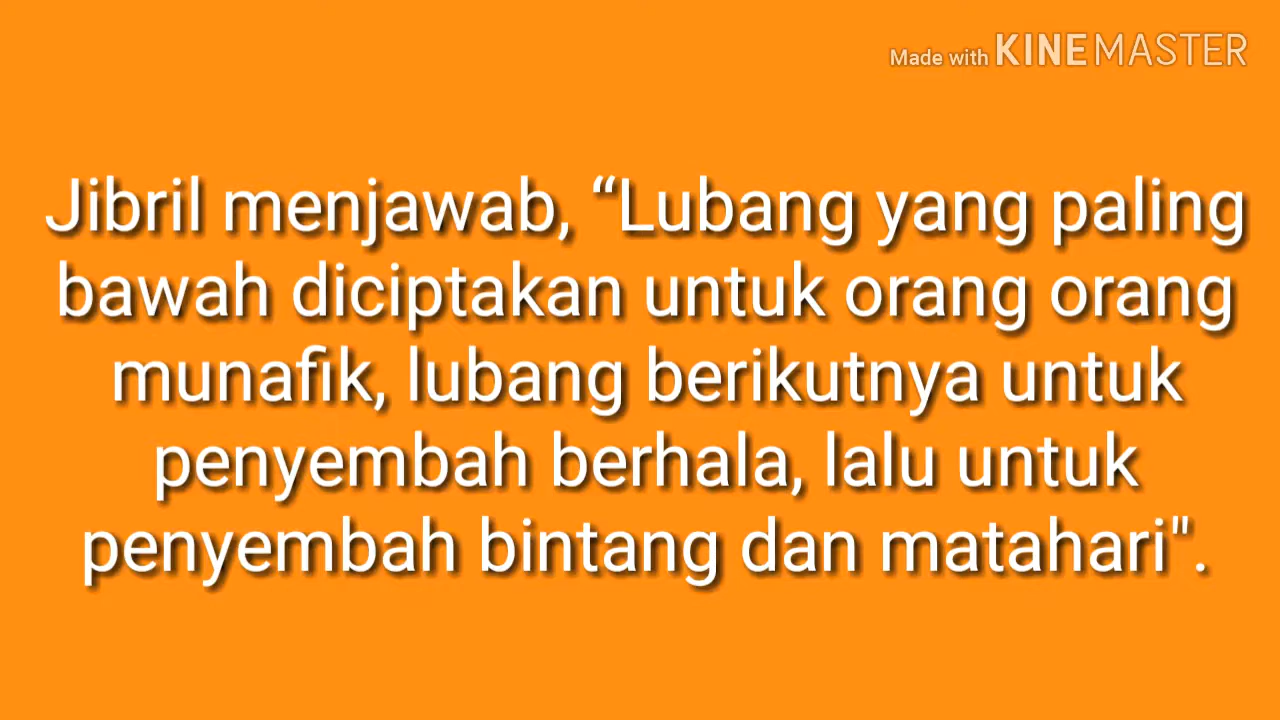 Made with KINEMASTER
Jibril menjawab, “Lubang yang paling
bawah diciptakan untuk orang orang
munafik, lubang berikutnya untuk
penyembah berhala, lalu untuk
penyembah bintang dan matahari".